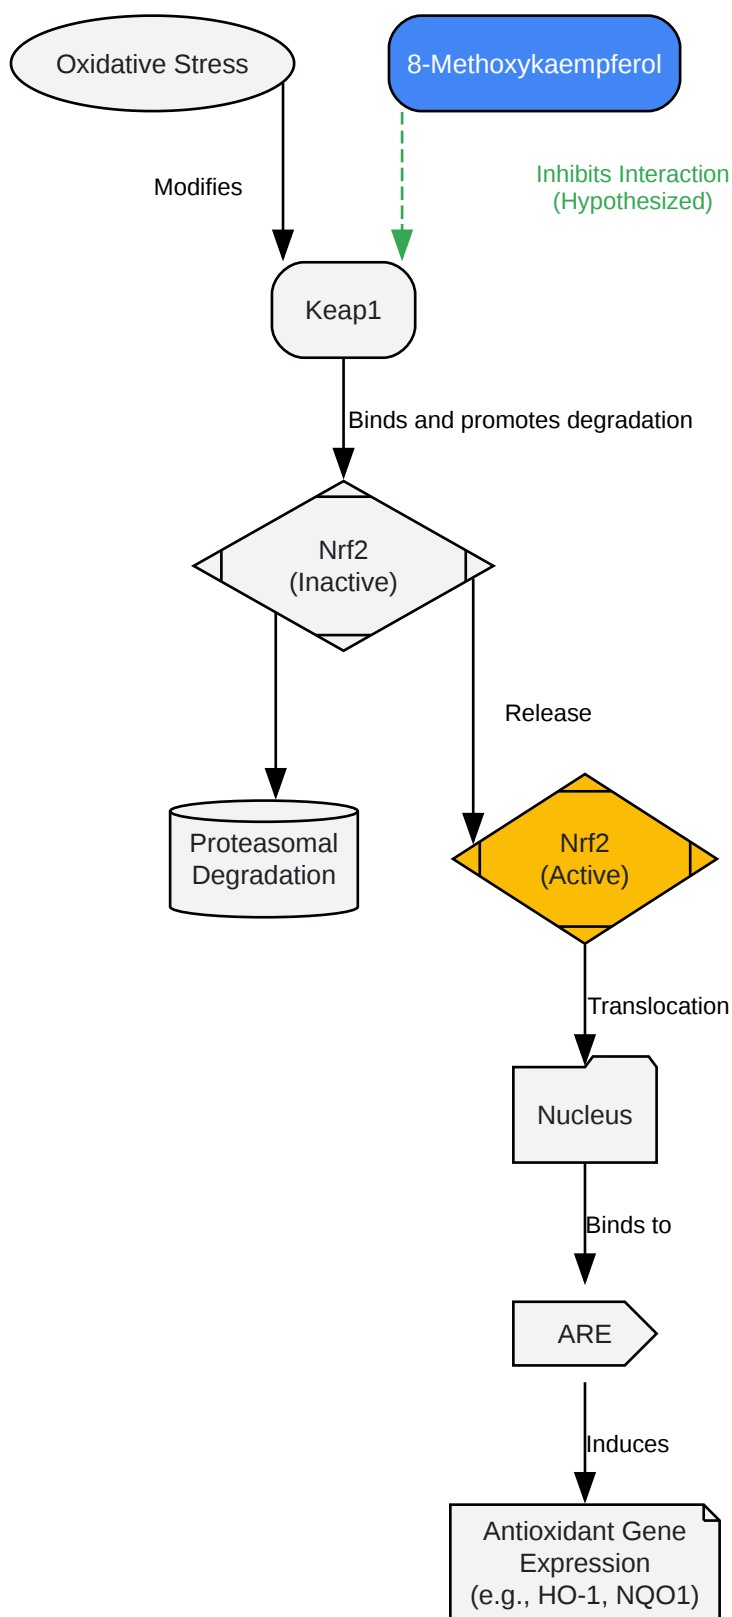 Oxidative Stress
8-Methoxykaempferol
Modifies
Inhibits Interaction
(Hypothesized)
Keap1
Binds and promotes degradation
Nrf2
(Inactive)
Release
Proteasomal
Degradation
Nrf2
(Active)
Translocation
Nucleus
Binds to
ARE
Induces
Antioxidant Gene
Expression
(e.g., HO-1, NQO1)